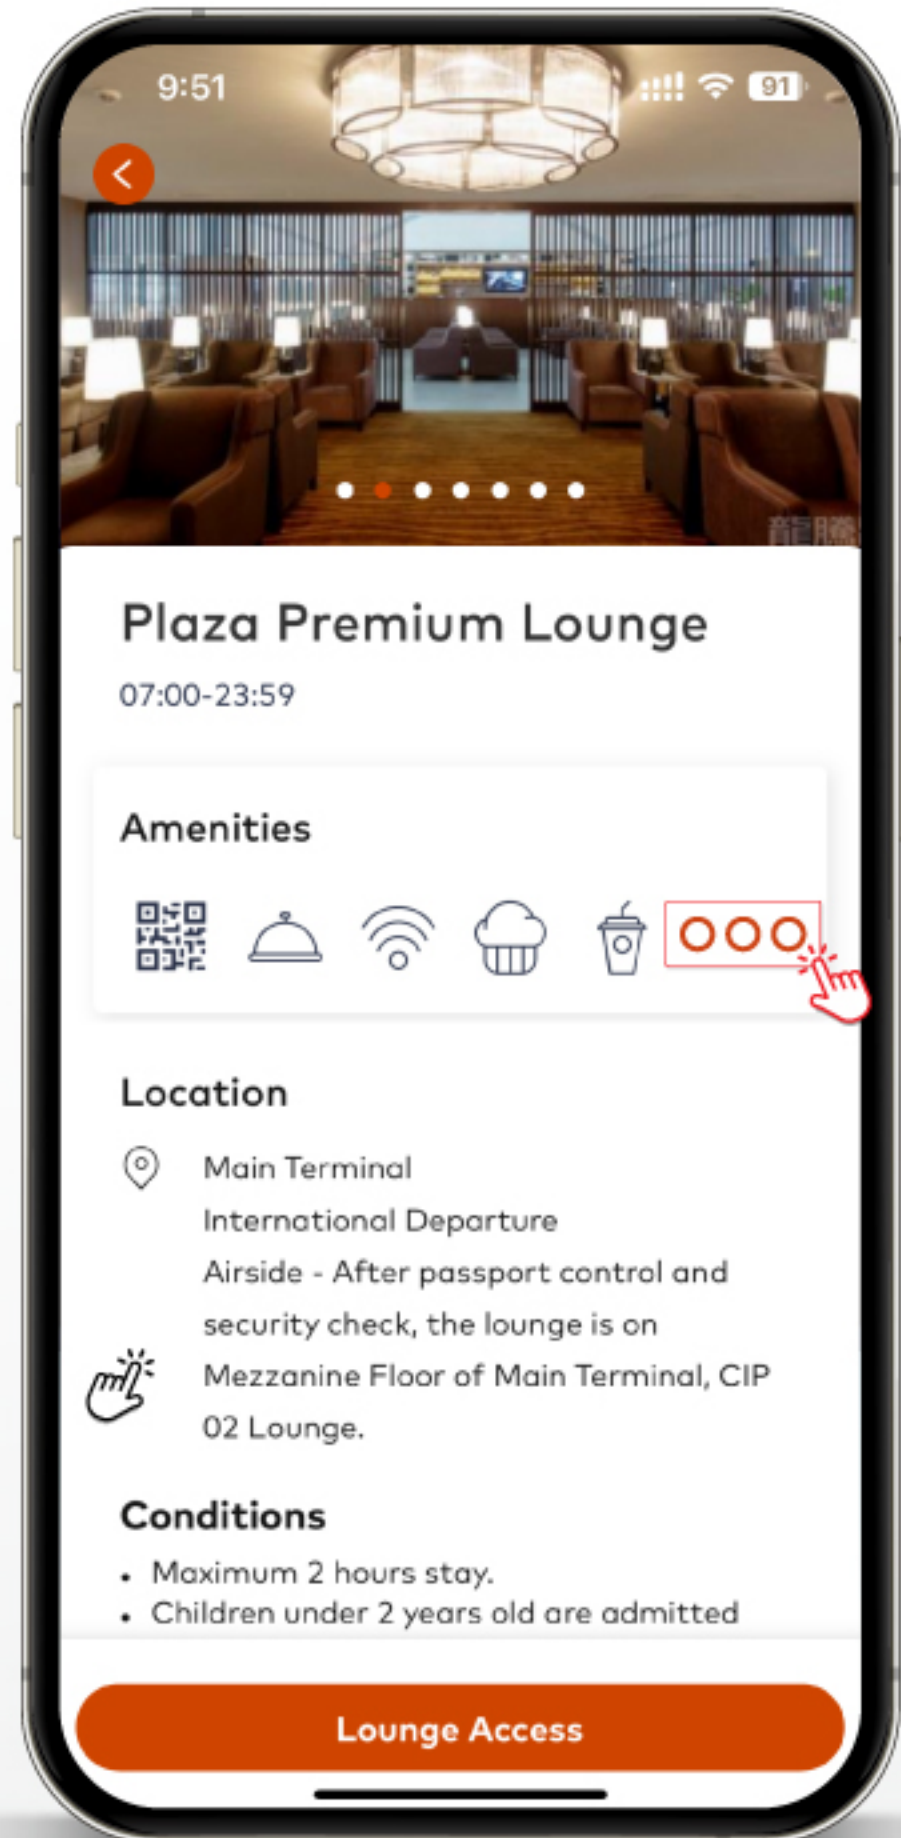 9:51
91
龍騰
Plaza Premium Lounge
07:00-23:59
Amenities
Location
Main Terminal
International Departure
Airside - After passport control and
security check, the lounge is on
Mezzanine Floor of Main Terminal, CIP
02 Lounge.
Conditions
• Maximum 2 hours stay.
• Children under 2 years old are admitted
Lounge Access